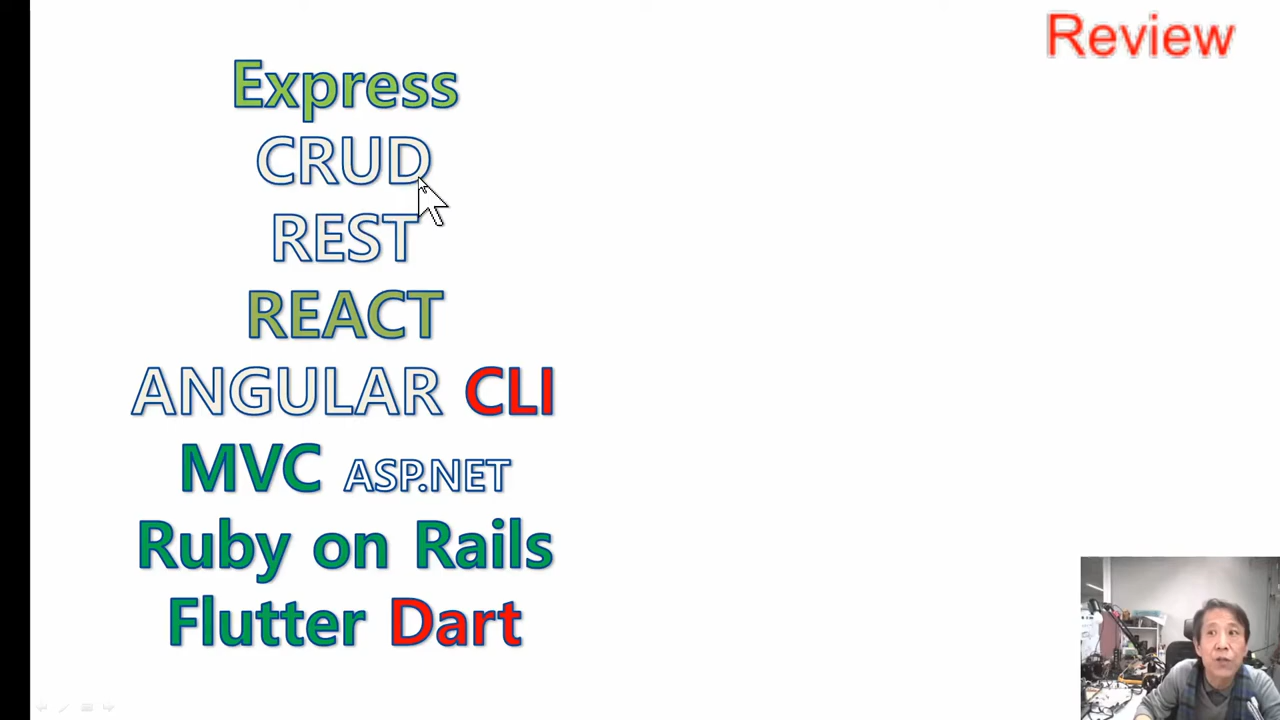 Review
Express
CRUD
REST
REACT
ANGULAR CLI
MVC ASP.NET
Ruby on Rails
Flutter Dart